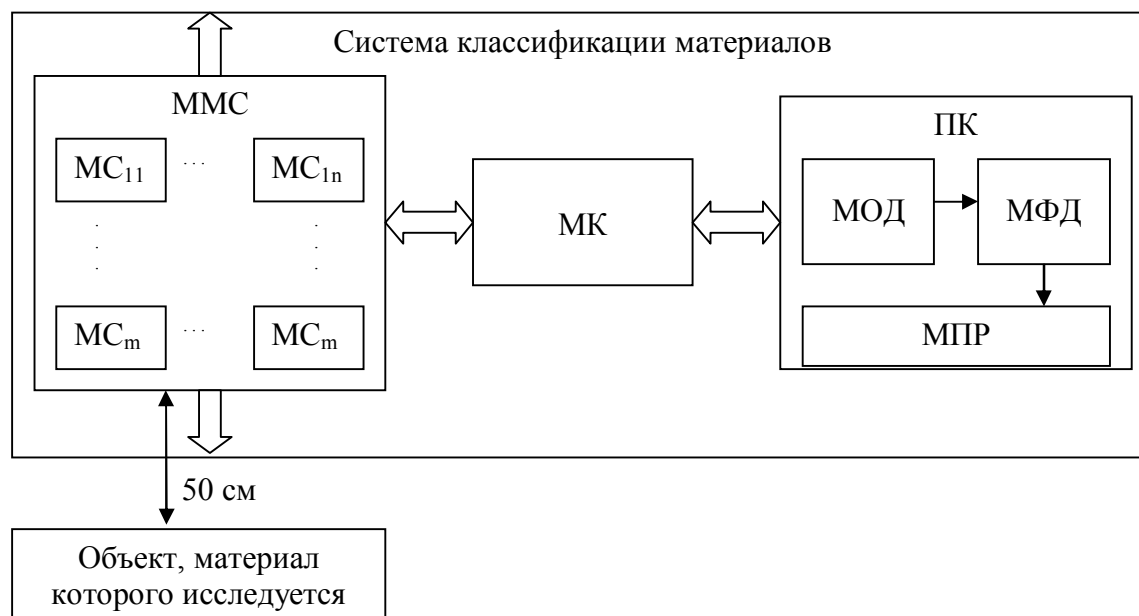 Система классификации материалов
ММС
МС₁₁ ... МС₁ₙ
. .
. .
. .
МСₘ ... МСₘ
МК
ПК
МОД
МФД
МПР
50 см
Объект, материал
которого исследуется